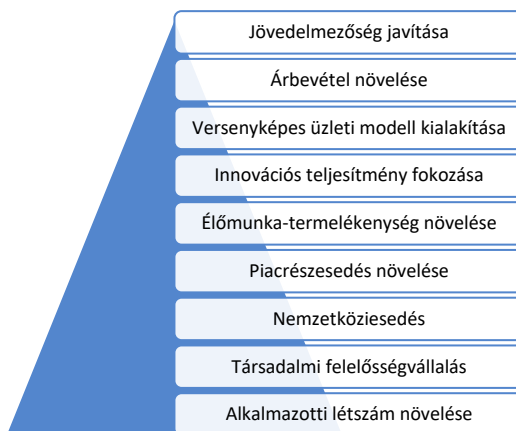 Jövedelmezőség javítása
Árbevétel növelése
Versenyképes üzleti modell kialakítása
Innovációs teljesítmény fokozása
Élőmunka-termelékenység növelése
Piacrészesedés növelése
Nemzetköziesedés
Társadalmi felelősségvállalás
Alkalmazotti létszám növelése